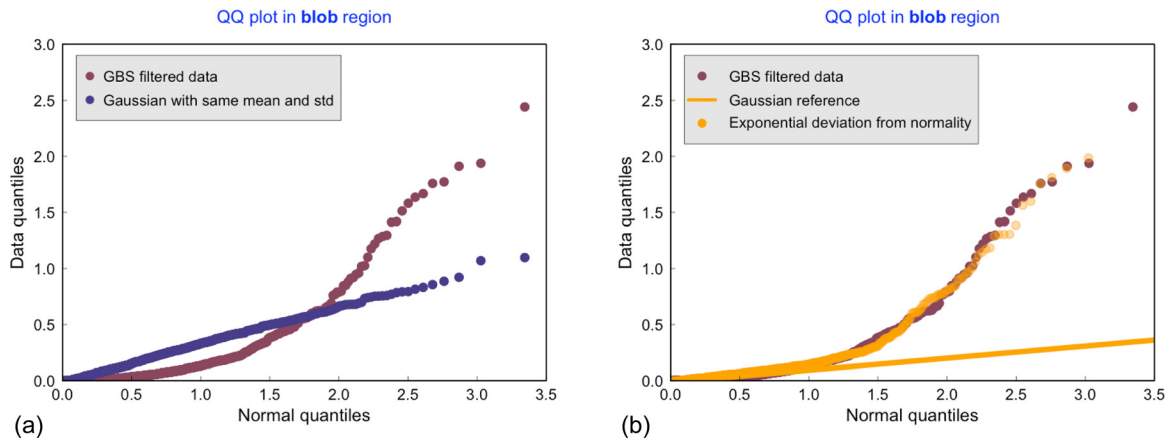 QQ plot in blob region
3.0
2.5
2.0
1.5
1.0
0.5
0.0
Data quantiles
GBS filtered data
Gaussian with same mean and std
0.0 0.5 1.0 1.5 2.0 2.5 3.0 3.5
Normal quantiles
(a)
QQ plot in blob region
3.0
2.5
2.0
1.5
1.0
0.5
0.0
Data quantiles
GBS filtered data
Gaussian reference
Exponential deviation from normality
0.0 0.5 1.0 1.5 2.0 2.5 3.0 3.5
Normal quantiles
(b)